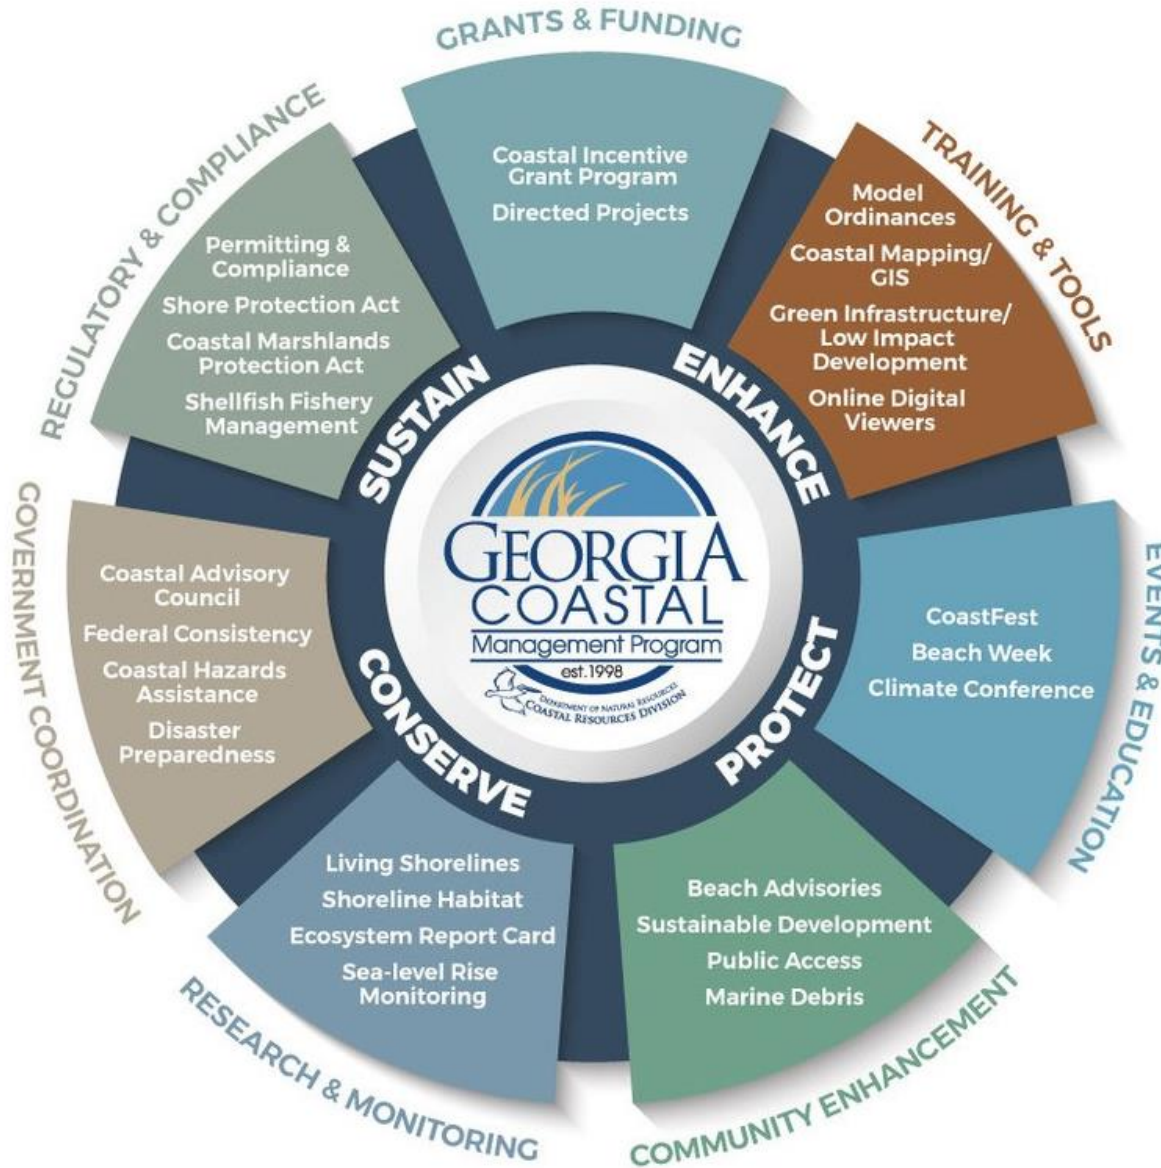 GRANTS & FUNDING
Coastal Incentive
Grant Program
Directed Projects
TRAINING & TOOLS
Model
Ordinances
Coastal Mapping/
GIS
Green Infrastructure/
Low Impact
Development
Online Digital
Viewers
EVENTS & EDUCATION
CoastFest
Beach Week
Climate Conference
COMMUNITY ENHANCEMENT
Beach Advisories
Sustainable Development
Public Access
Marine Debris
RESEARCH & MONITORING
Living Shorelines
Shoreline Habitat
Ecosystem Report Card
Sea-level Rise
Monitoring
GOVERNMENT COORDINATION
Coastal Advisory
Council
Federal Consistency
Coastal Hazards
Assistance
Disaster
Preparedness
REGULATORY & COMPLIANCE
Permitting &
Compliance
Shore Protection Act
Coastal Marshlands
Protection Act
Shellfish Fishery
Management
SUSTAIN
ENHANCE
PROTECT
CONSERVE
GEORGIA
COASTAL
Management Program
est.1998
DEPARTMENT OF NATURAL RESOURCES
COASTAL RESOURCES DIVISION